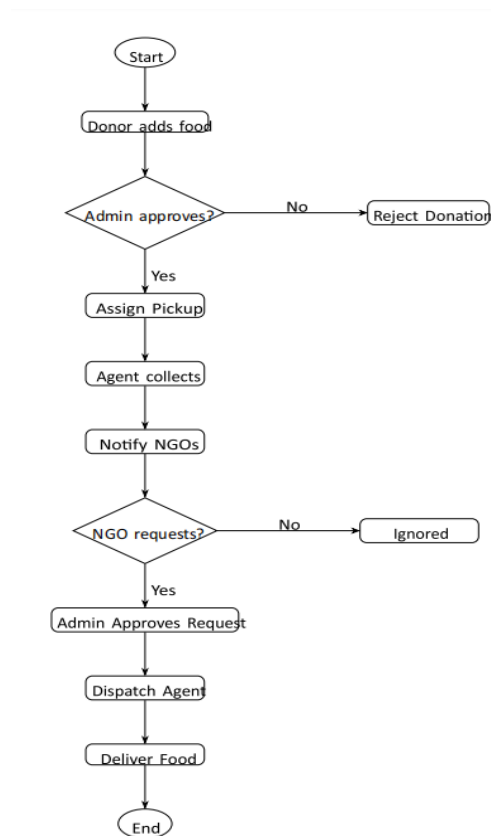 Start
Donor adds food
Admin approves?
No
Reject Donation
Yes
Assign Pickup
Agent collects
Notify NGOs
NGO requests?
No
Ignored
Yes
Admin Approves Request
Dispatch Agent
Deliver Food
End